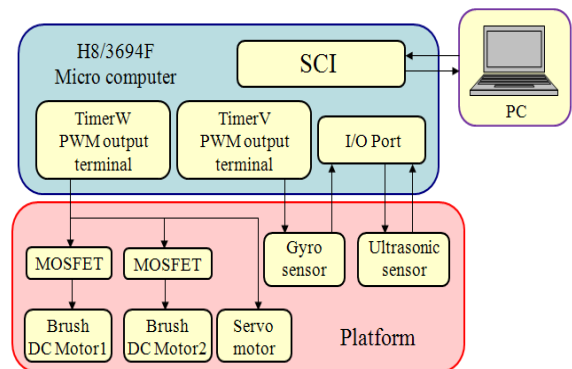 H8/3694F
Micro computer
SCI
PC
TimerW
PWM output
terminal
TimerV
PWM output
terminal
I/O Port
MOSFET
MOSFET
Gyro
sensor
Ultrasonic
sensor
Brush
DC Motor1
Brush
DC Motor2
Servo
motor
Platform